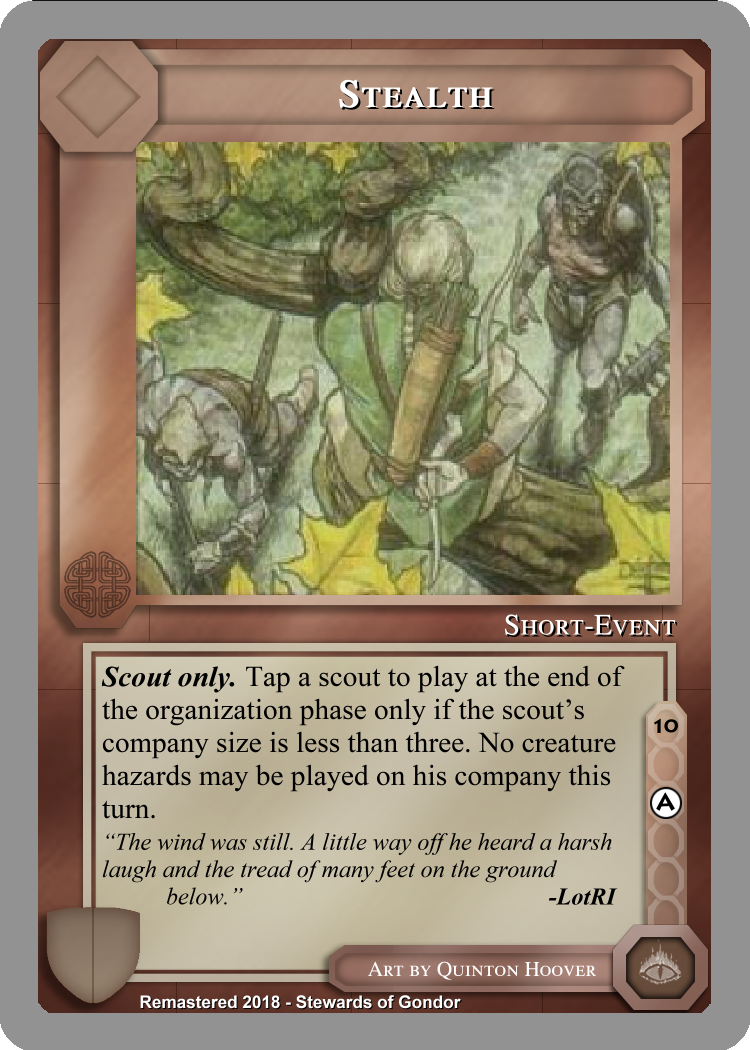 Stealth
Short-Event
Scout only. Tap a scout to play at the end of
the organization phase only if the scout's
company size is less than three. No creature
hazards may be played on his company this
turn.
“The wind was still. A little way off he heard a harsh
laugh and the tread of many feet on the ground
below.” -LotRI
10
A
Art by Quinton Hoover
Remastered 2018 - Stewards of Gondor